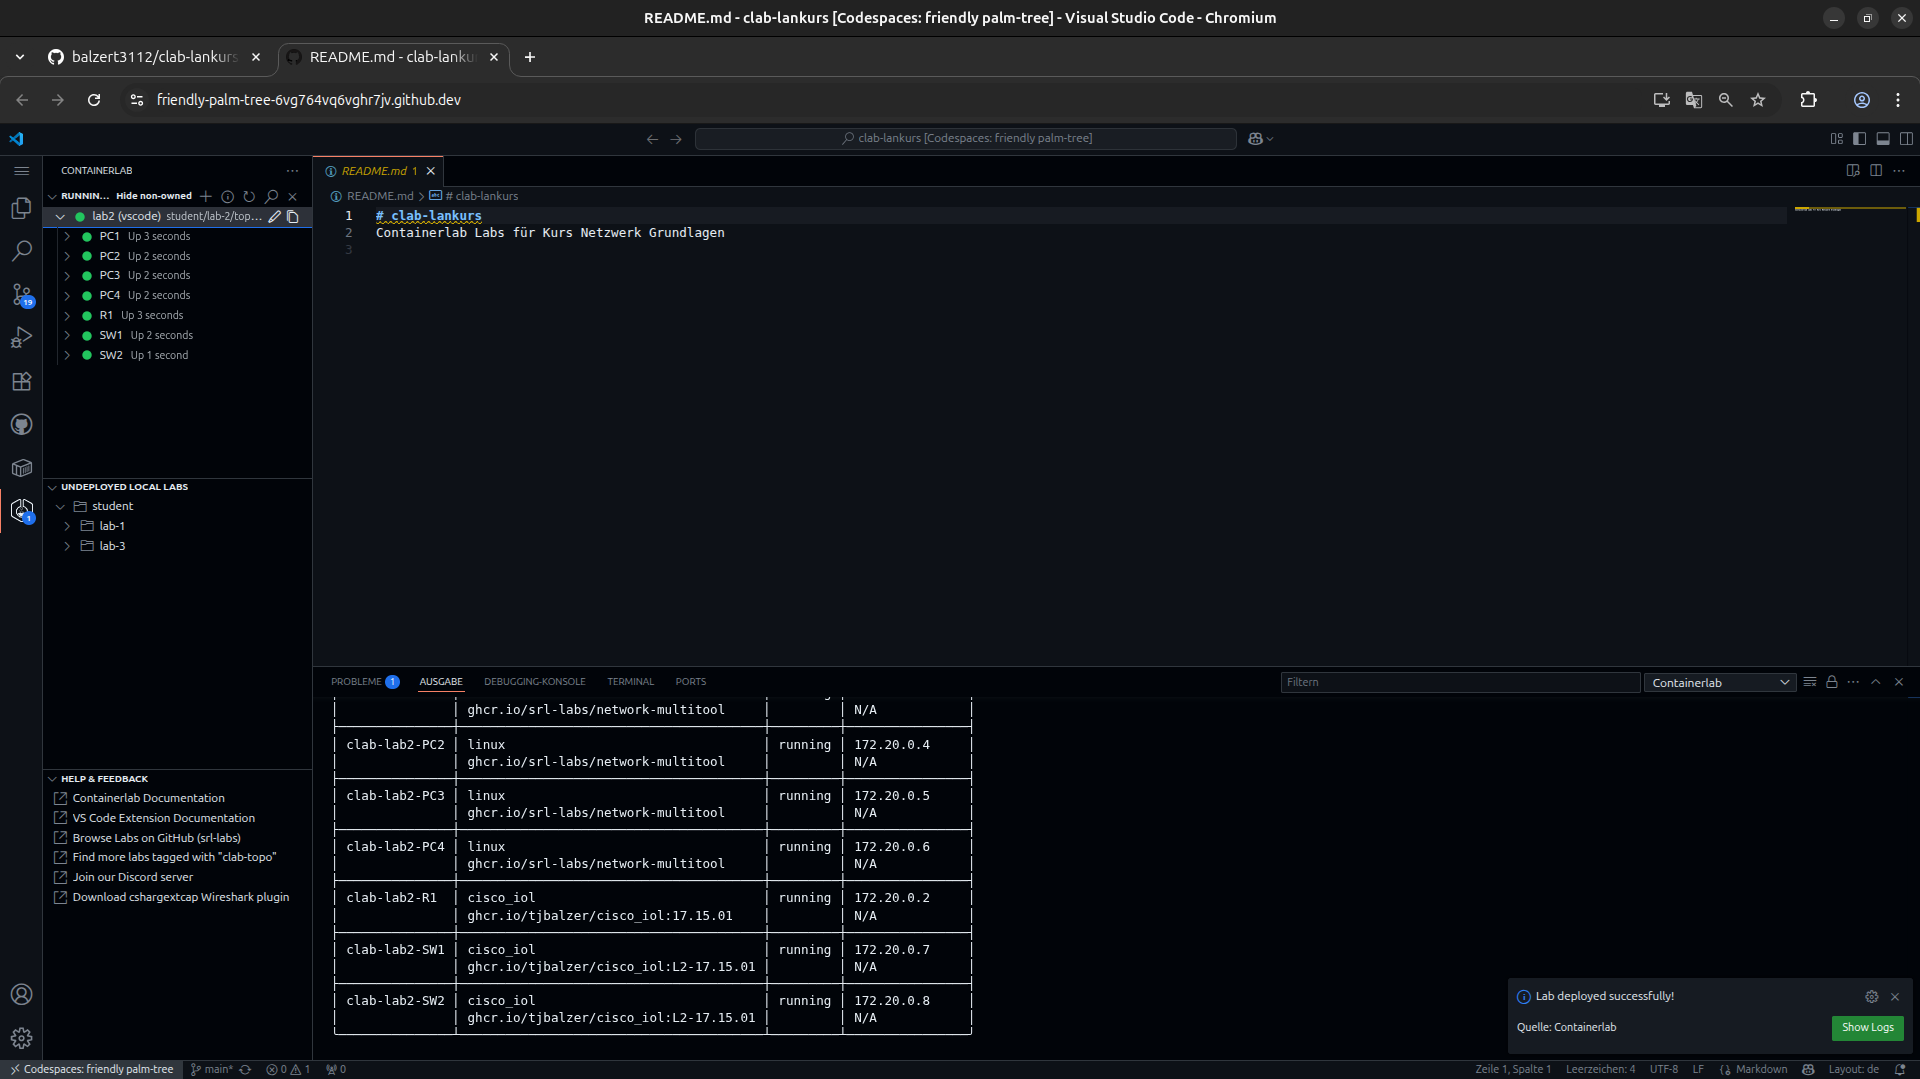 README.md - clab-lankurs [Codespaces: friendly palm-tree] - Visual Studio Code - Chromium
balzert3112/clab-lankurs
README.md - clab-lanku
friendly-palm-tree-6vg764vq6vghr7jv.github.dev
clab-lankurs [Codespaces: friendly palm-tree]
CONTAINERLAB
RUNNIN... Hide non-owned
lab2 (vscode) student/lab-2/top...
PC1 Up 3 seconds
PC2 Up 2 seconds
PC3 Up 2 seconds
PC4 Up 2 seconds
R1 Up 3 seconds
SW1 Up 2 seconds
SW2 Up 1 second
19
1
UNDEPLOYED LOCAL LABS
student
lab-1
lab-3
HELP & FEEDBACK
Containerlab Documentation
VS Code Extension Documentation
Browse Labs on GitHub (srl-labs)
Find more labs tagged with "clab-topo"
Join our Discord server
Download cshargextcap Wireshark plugin
README.md 1
README.md > # clab-lankurs
1 # clab-lankurs
2 Containerlab Labs für Kurs Netzwerk Grundlagen
3
PROBLEME 1 AUSGABE DEBUGGING-KONSOLE TERMINAL PORTS
Filtern
Containerlab
ghcr.io/srl-labs/network-multitool N/A
clab-lab2-PC2 linux running 172.20.0.4
ghcr.io/srl-labs/network-multitool N/A
clab-lab2-PC3 linux running 172.20.0.5
ghcr.io/srl-labs/network-multitool N/A
clab-lab2-PC4 linux running 172.20.0.6
ghcr.io/srl-labs/network-multitool N/A
clab-lab2-R1 cisco_iol running 172.20.0.2
ghcr.io/tjbalzer/cisco_iol:17.15.01 N/A
clab-lab2-SW1 cisco_iol running 172.20.0.7
ghcr.io/tjbalzer/cisco_iol:L2-17.15.01 N/A
clab-lab2-SW2 cisco_iol running 172.20.0.8
ghcr.io/tjbalzer/cisco_iol:L2-17.15.01 N/A
Lab deployed successfully!
Quelle: Containerlab
Show Logs
Codespaces: friendly palm-tree main* 0 1 0
Zeile 1, Spalte 1 Leerzeichen: 4 UTF-8 LF Markdown Layout: de